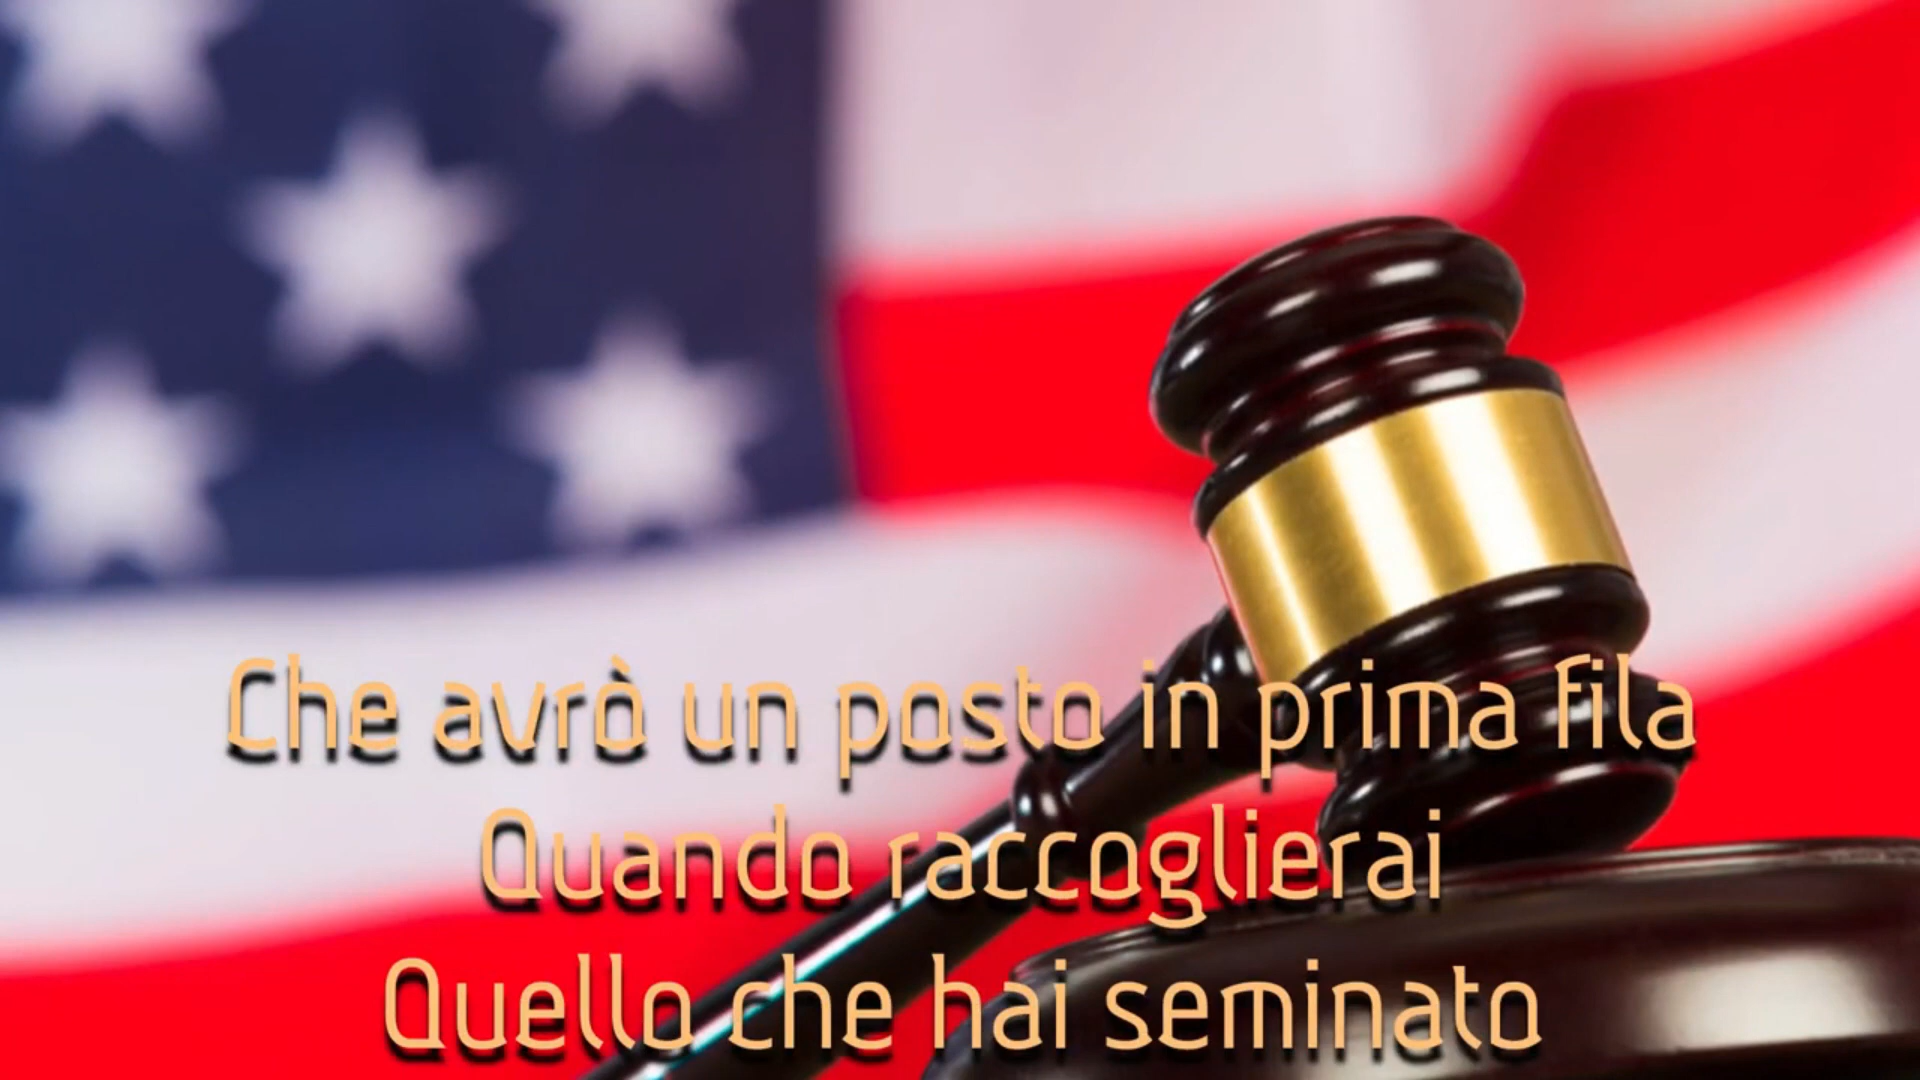 Che avrò un posto in prima fila
Quando raccoglierai
Quello che hai seminato